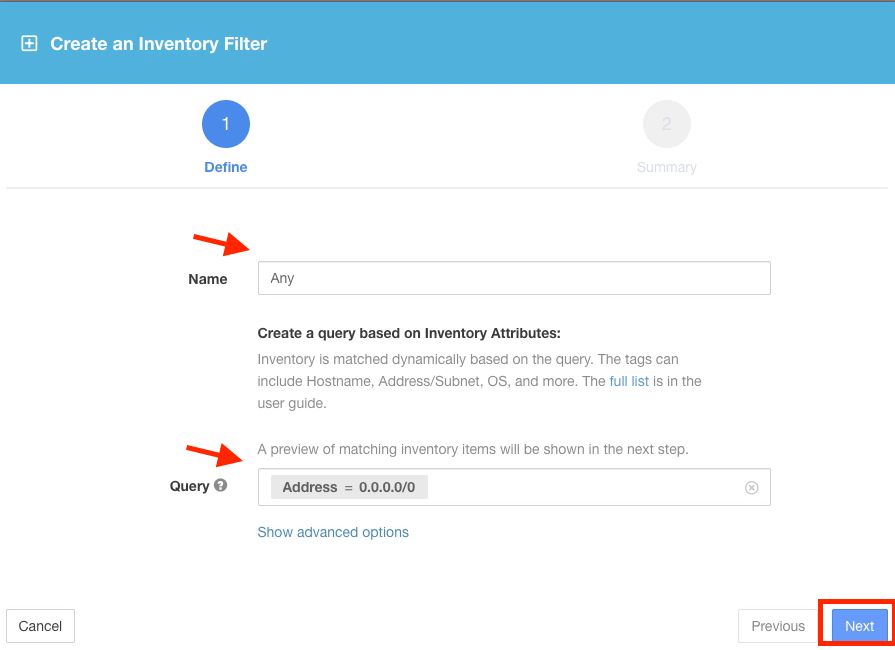 Create an Inventory Filter
1
2
Define
Summary
Name
Any
Create a query based on Inventory Attributes:
Inventory is matched dynamically based on the query. The tags can
include Hostname, Address/Subnet, OS, and more. The full list is in the
user guide.
A preview of matching inventory items will be shown in the next step.
Query ?
Address = 0.0.0.0/0
Show advanced options
Cancel
Previous
Next